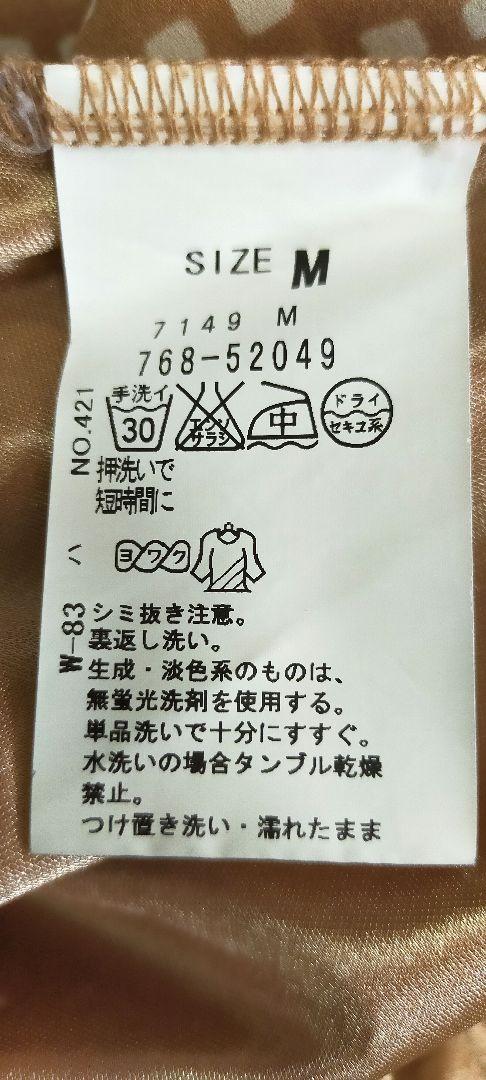 SIZE M
7149 M
768-52049
手洗イ
30
エンソ
サラシ
中
ドライ
セキユ系
NO.421
押洗いで
短時間に
ヨワク
W-83 ハ
シミ抜き注意。
裏返し洗い。
生成・淡色系のものは、
無蛍光洗剤を使用する。
単品洗いで十分にすすぐ。
水洗いの場合タンブル乾燥
禁止。
つけ置き洗い・濡れたまま